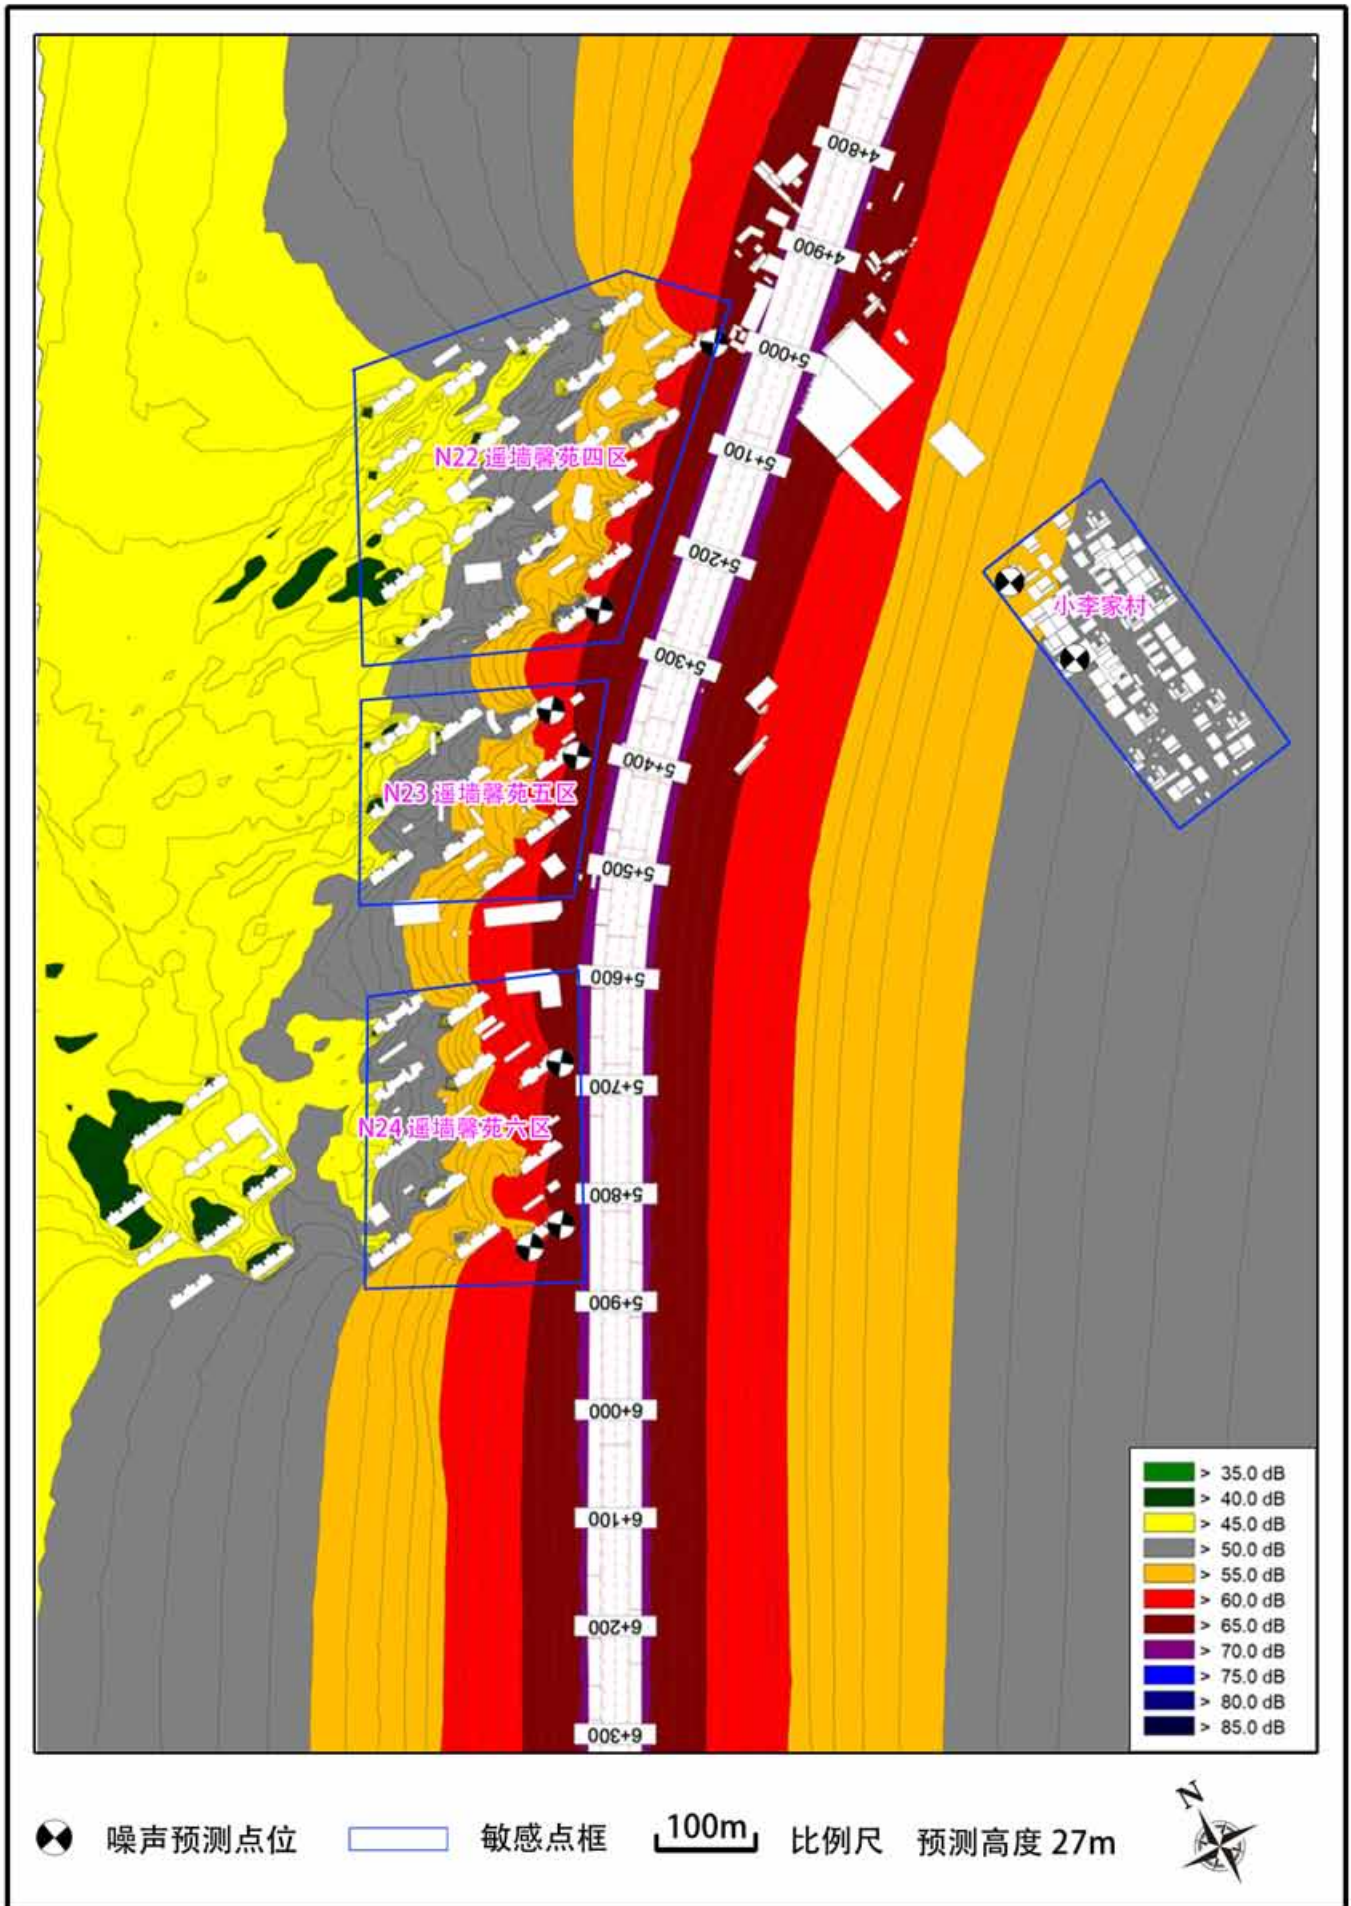 4+800
4+900
5+000
N22 遥墙馨苑四区
5+100
5+200
小李家村
5+300
5+400
N23 遥墙馨苑五区
5+500
5+600
5+700
N24 遥墙馨苑六区
5+800
5+900
6+000
6+100
6+200
6+300
> 35.0 dB
> 40.0 dB
> 45.0 dB
> 50.0 dB
> 55.0 dB
> 60.0 dB
> 65.0 dB
> 70.0 dB
> 75.0 dB
> 80.0 dB
> 85.0 dB
噪声预测点位 敏感点框 100m 比例尺 预测高度 27m
N